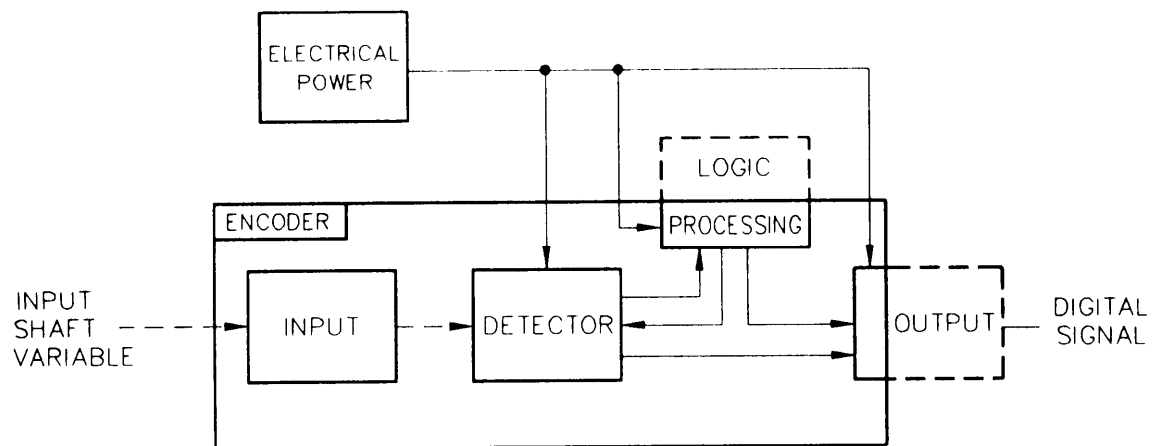 ELECTRICAL
POWER
LOGIC
PROCESSING
ENCODER
INPUT
SHAFT
VARIABLE
INPUT
DETECTOR
OUTPUT
DIGITAL
SIGNAL